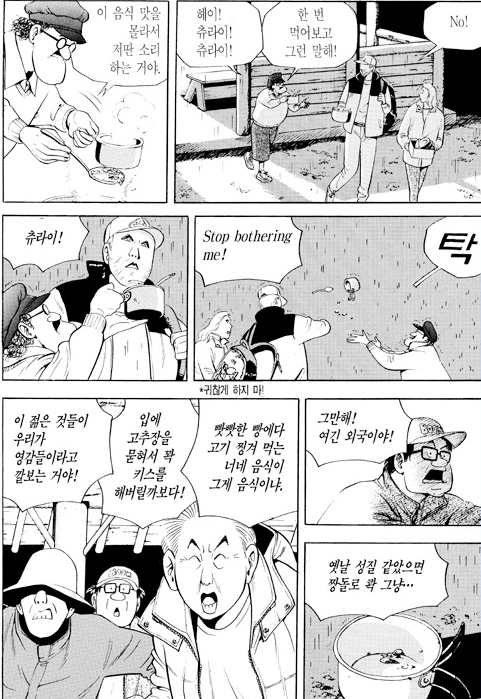 이 음식 맛을
몰라서
저딴 소리
하는 거야.
헤이!
츄라이!
츄라이!
한 번
먹어보고
그런 말해!
No!
츄라이!
Stop bothering
me!
탁
*귀찮게 하지 마!
이 젊은 것들이
우리가
영감들이라고
깔보는 거야!
입에
고추장을
묻혀서 콱
키스를
해버릴까보다!
빳빳한 빵에다
고기 찡겨 먹는
너네 음식이
그게 음식이냐.
그만해!
여긴 외국이야!
옛날 성질 같았으면
짱돌로 콱 그냥…